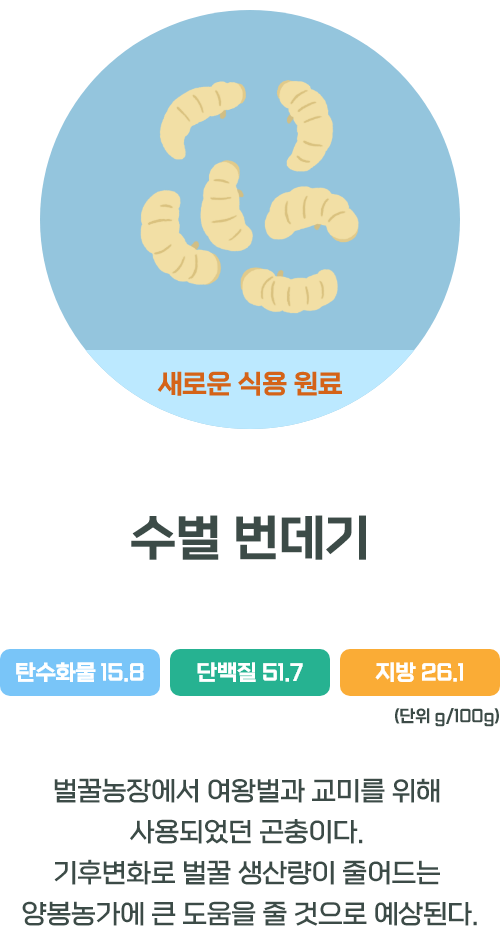 새로운 식용 원료
수벌 번데기
탄수화물 15.8 단백질 51.7 지방 26.1
(단위 g/100g)
벌꿀농장에서 여왕벌과 교미를 위해
사용되었던 곤충이다.
기후변화로 벌꿀 생산량이 줄어드는
양봉농가에 큰 도움을 줄 것으로 예상된다.